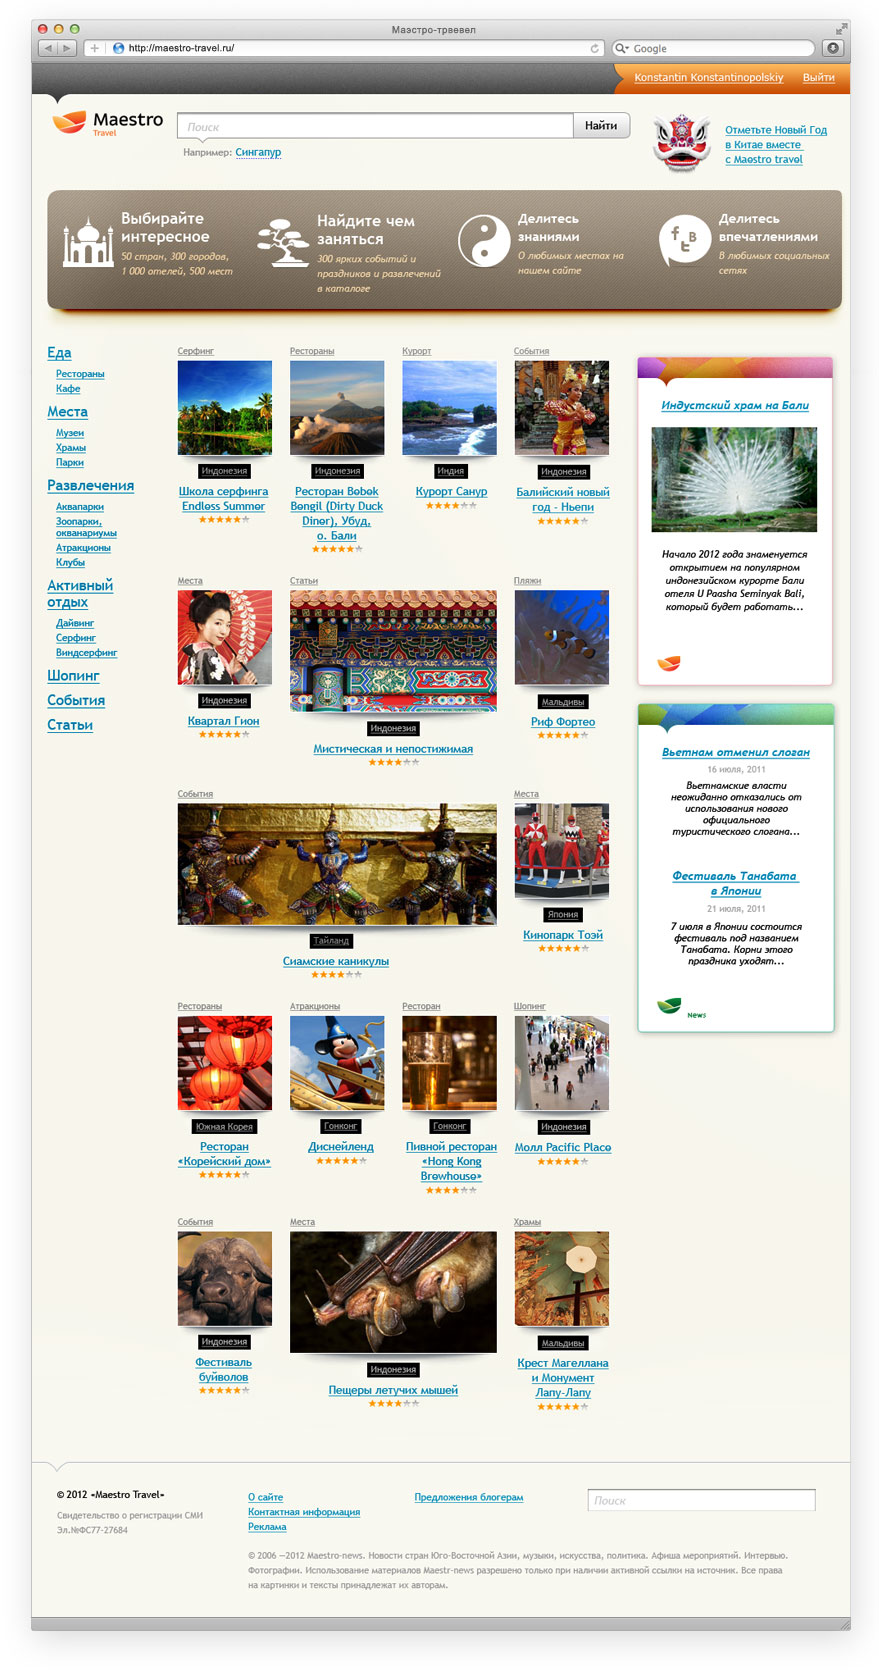 Маэстро-трвевел
http://maestro-travel.ru/
Google
Konstantin Konstantinopolskiy
Выйти
Maestro
Travel
Поиск
Найти
Например: Сингапур
Отметьте Новый Год
в Китае вместе
с Maestro travel
Выбирайте
интересное
50 стран, 300 городов,
1 000 отелей, 500 мест
Найдите чем
заняться
300 ярких событий и
праздников и развлечений
в каталоге
Делитесь
знаниями
О любимых местах на
нашем сайте
f B t
Делитесь
впечатлениями
В любимых социальных
сетях
Еда
Рестораны
Кафе
Места
Музеи
Храмы
Парки
Развлечения
Аквапарки
Зоопарки,
окванариумы
Атракционы
Клубы
Активный
отдых
Дайвинг
Серфинг
Виндсерфинг
Шопинг
События
Статьи
Серфинг
Индонезия
Школа серфинга
Endless Summer
Рестораны
Индонезия
Ресторан Bebek
Bengil (Dirty Duck
Diner), Убуд,
о. Бали
Курорт
Индия
Курорт Санур
События
Индонезия
Балийский новый
год - Ньепи
Места
Индонезия
Квартал Гион
Статьи
Индонезия
Мистическая и непостижимая
Пляжи
Мальдивы
Риф Фортео
События
Тайланд
Сиамские каникулы
Места
Япония
Кинопарк Тоэй
Рестораны
Южная Корея
Ресторан
«Корейский дом»
Атракционы
Гонконг
Диснейленд
Ресторан
Гонконг
Пивной ресторан
«Hong Kong
Brewhouse»
Шопинг
Индонезия
Молл Pacific Place
События
Индонезия
Фестиваль
буйволов
Места
Индонезия
Пещеры летучих мышей
Храмы
Мальдивы
Крест Магеллана
и Монумент
Лапу-Лапу
Индустский храм на Бали
Начало 2012 года знаменуется
открытием на популярном
индонезийском курорте Бали
отеля U Paasha Seminyak Bali,
который будет работать...
Вьетнам отменил слоган
16 июля, 2011
Вьетнамские власти
неожиданно отказались от
использования нового
официального
туристического слогана...
Фестиваль Танабата
в Японии
21 июля, 2011
7 июля в Японии состоится
фестиваль под названием
Танабата. Корни этого
праздника уходят...
News
© 2012 «Maestro Travel»
Свидетельство о регистрации СМИ
Эл.№ФС77-27684
О сайте
Контактная информация
Реклама
Предложения блогерам
Поиск
© 2006 —2012 Maestro-news. Новости стран Юго-Восточной Азии, музыки, искусства, политика. Афиша мероприятий. Интервью.
Фотографии. Использование материалов Maestr-news разрешено только при наличии активной ссылки на источник. Все права
на картинки и тексты принадлежат их авторам.